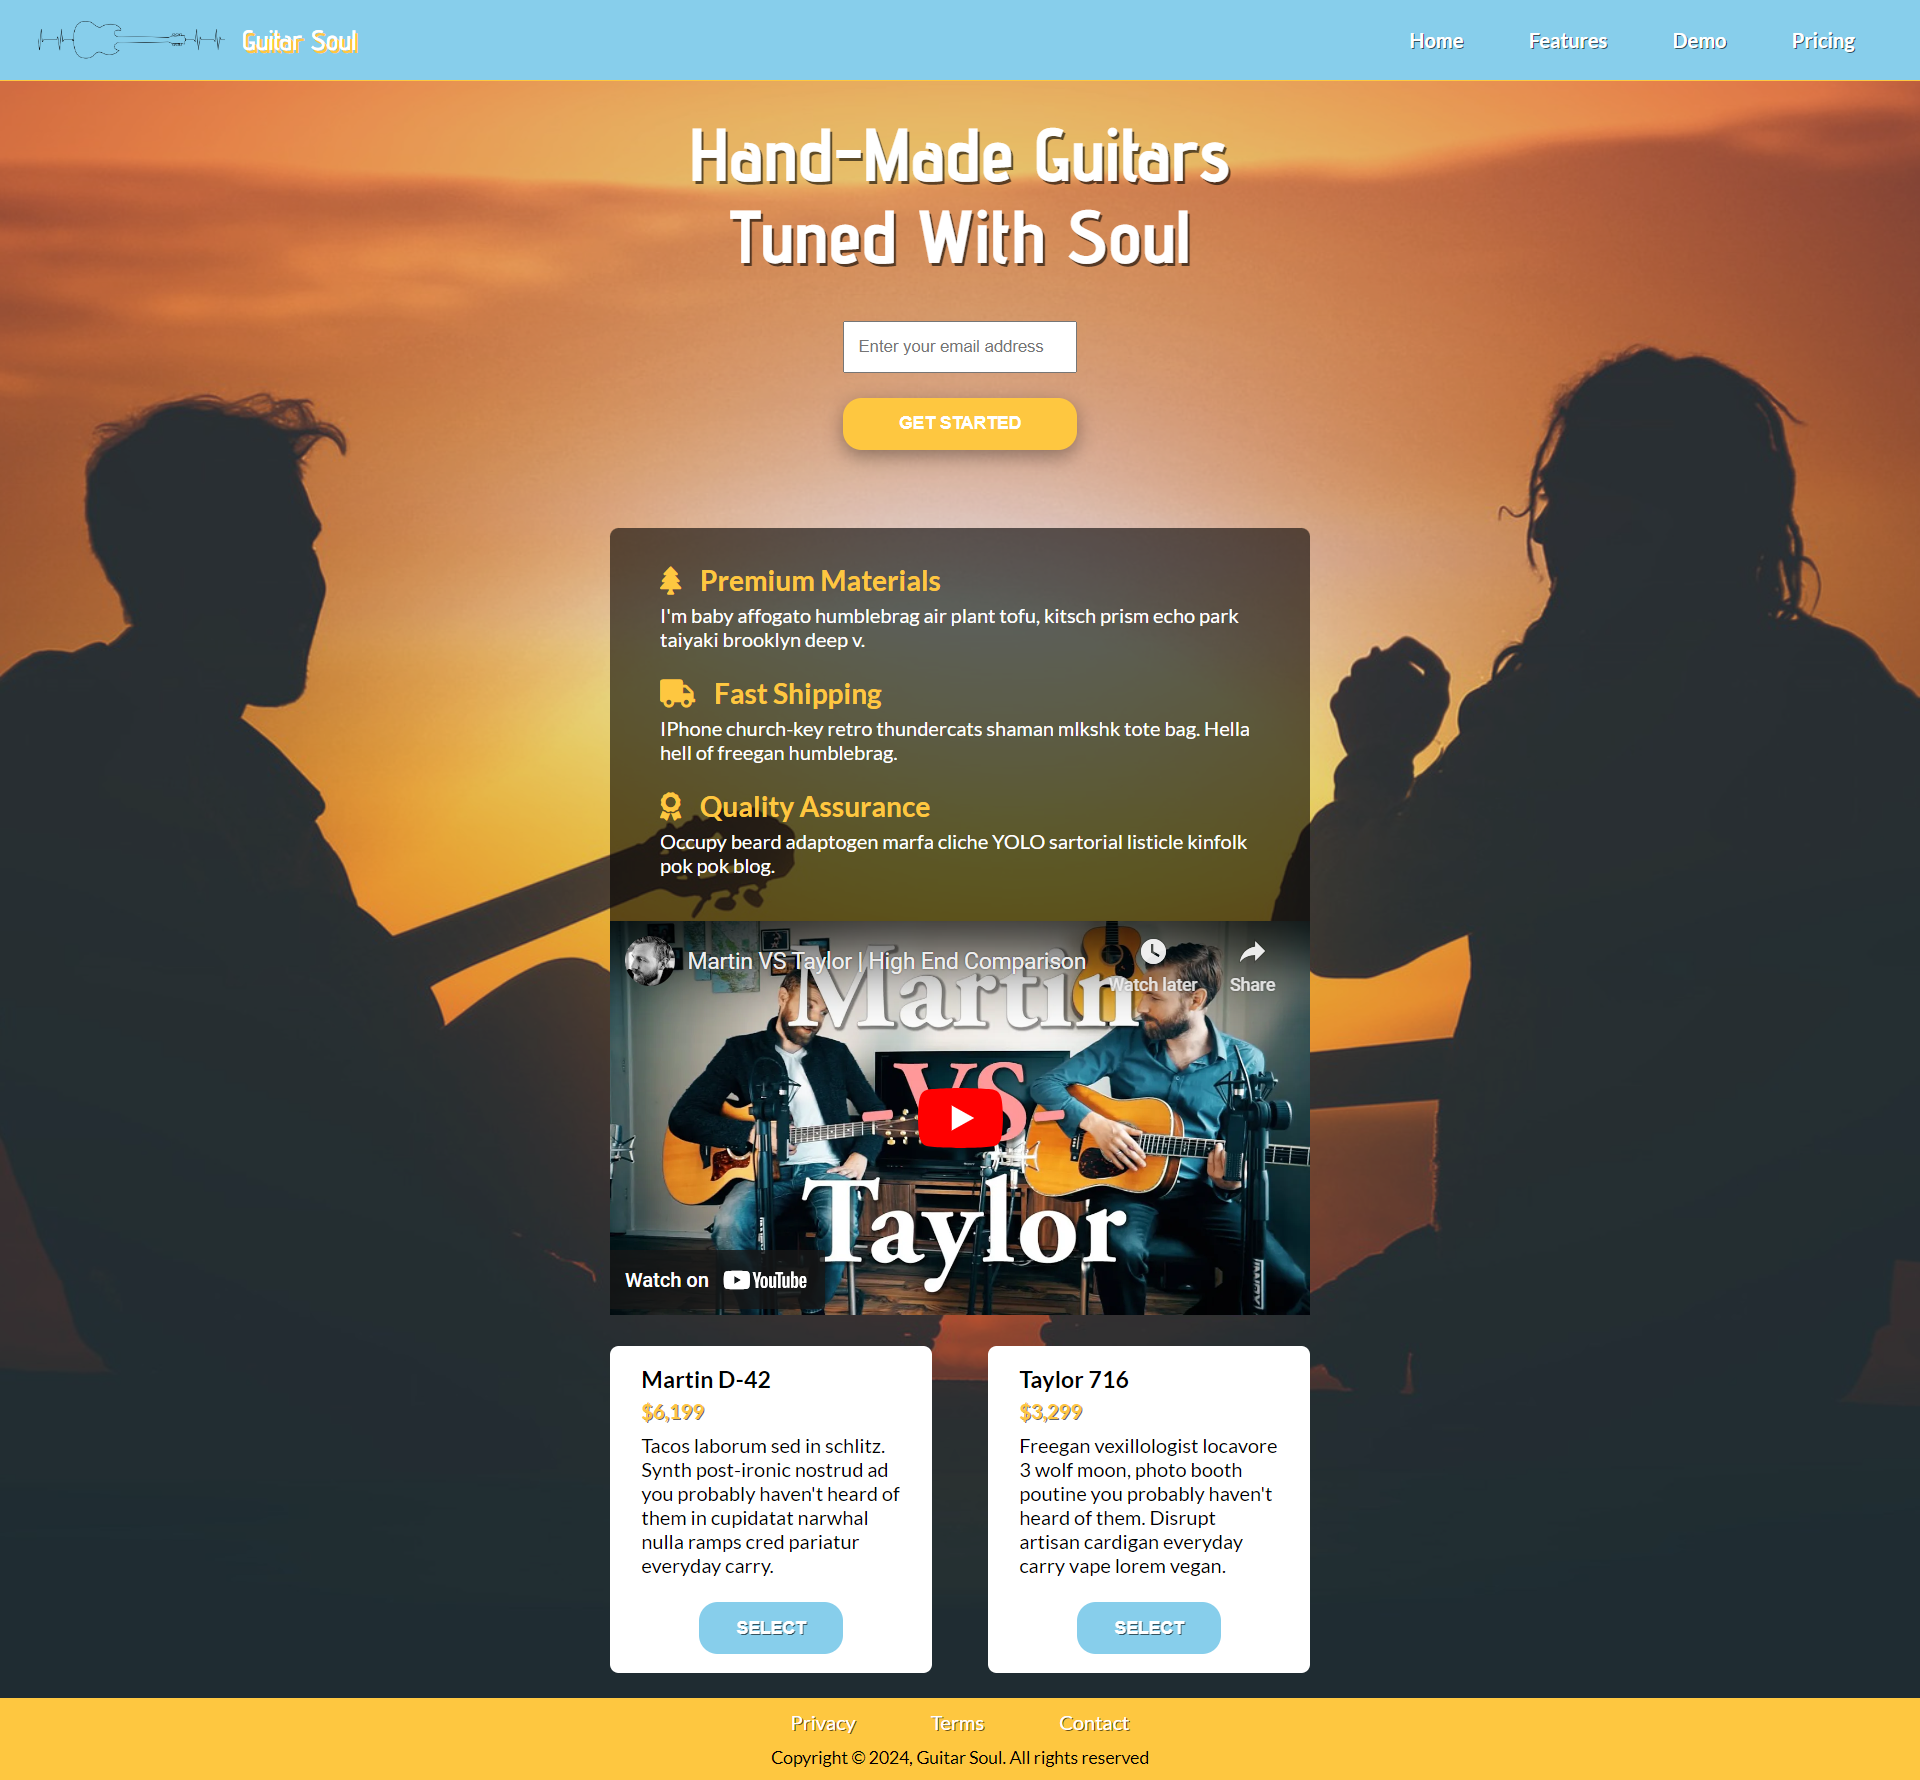 Guitar Soul
Home Features Demo Pricing
Hand-Made Guitars
Tuned With Soul
Enter your email address
GET STARTED
Premium Materials
I'm baby affogato humblebrag air plant tofu, kitsch prism echo park
taiyaki brooklyn deep v.
Fast Shipping
IPhone church-key retro thundercats shaman mlkshk tote bag. Hella
hell of freegan humblebrag.
Quality Assurance
Occupy beard adaptogen marfa cliche YOLO sartorial listicle kinfolk
pok pok blog.
Martin VS Taylor | High End Comparison
Watch later Share
Martin
-VS-
Taylor
Watch on YouTube
Martin D-42
$6,199
Tacos laborum sed in schlitz.
Synth post-ironic nostrud ad
you probably haven't heard of
them in cupidatat narwhal
nulla ramps cred pariatur
everyday carry.
SELECT
Taylor 716
$3,299
Freegan vexillologist locavore
3 wolf moon, photo booth
poutine you probably haven't
heard of them. Disrupt
artisan cardigan everyday
carry vape lorem vegan.
SELECT
Privacy Terms Contact
Copyright © 2024, Guitar Soul. All rights reserved